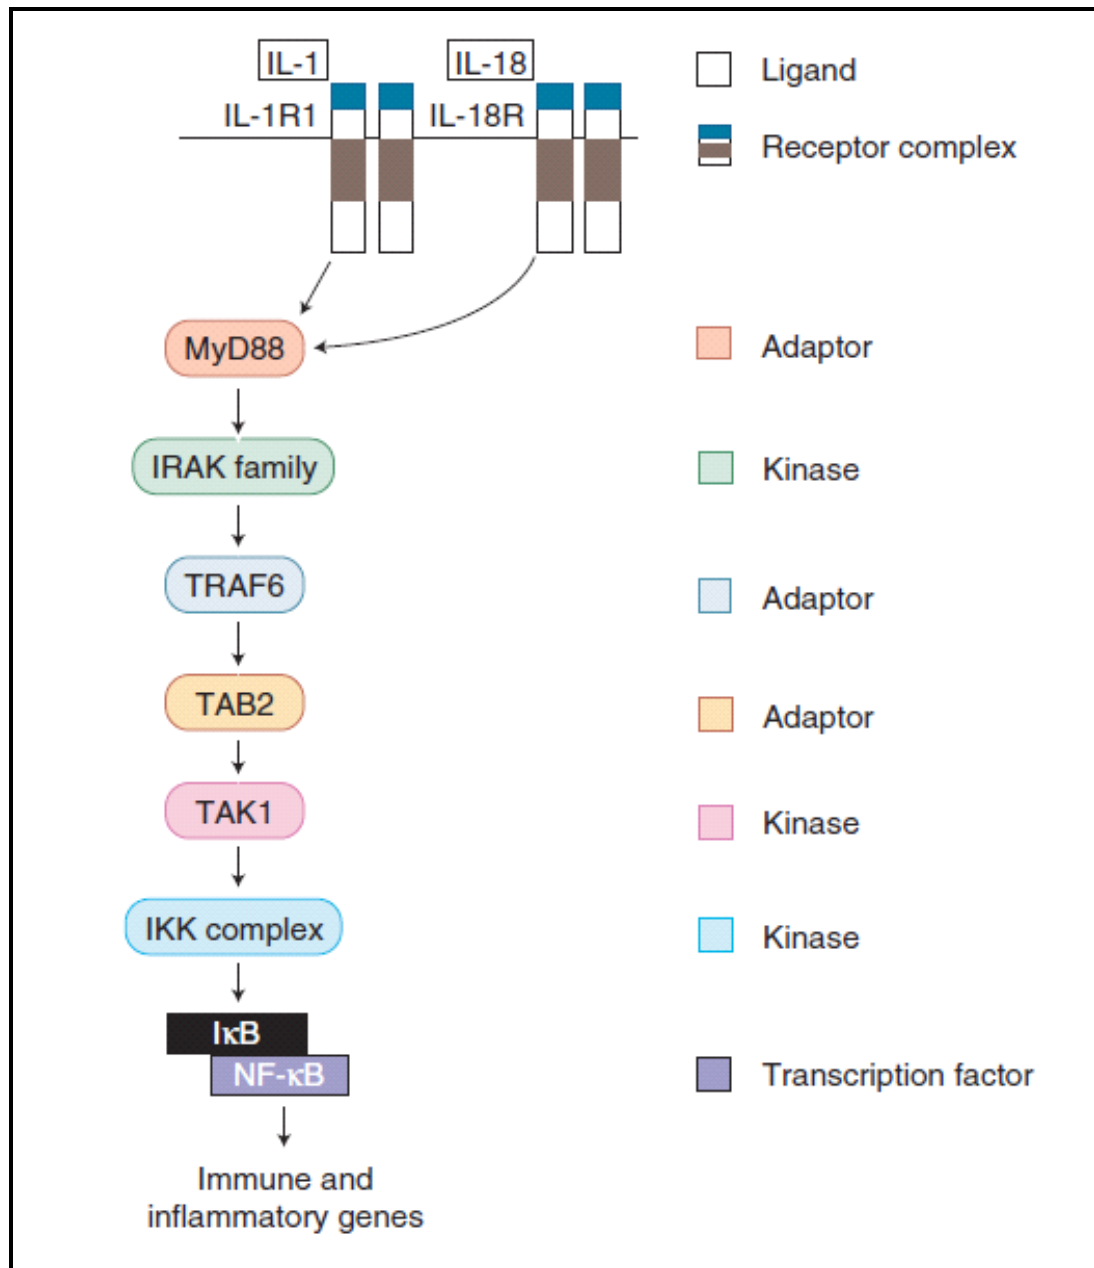 IL-1
IL-18
Ligand
IL-1R1
IL-18R
Receptor complex
MyD88
Adaptor
IRAK family
Kinase
TRAF6
Adaptor
TAB2
Adaptor
TAK1
Kinase
IKK complex
Kinase
IκB
NF-κB
Transcription factor
Immune and
inflammatory genes